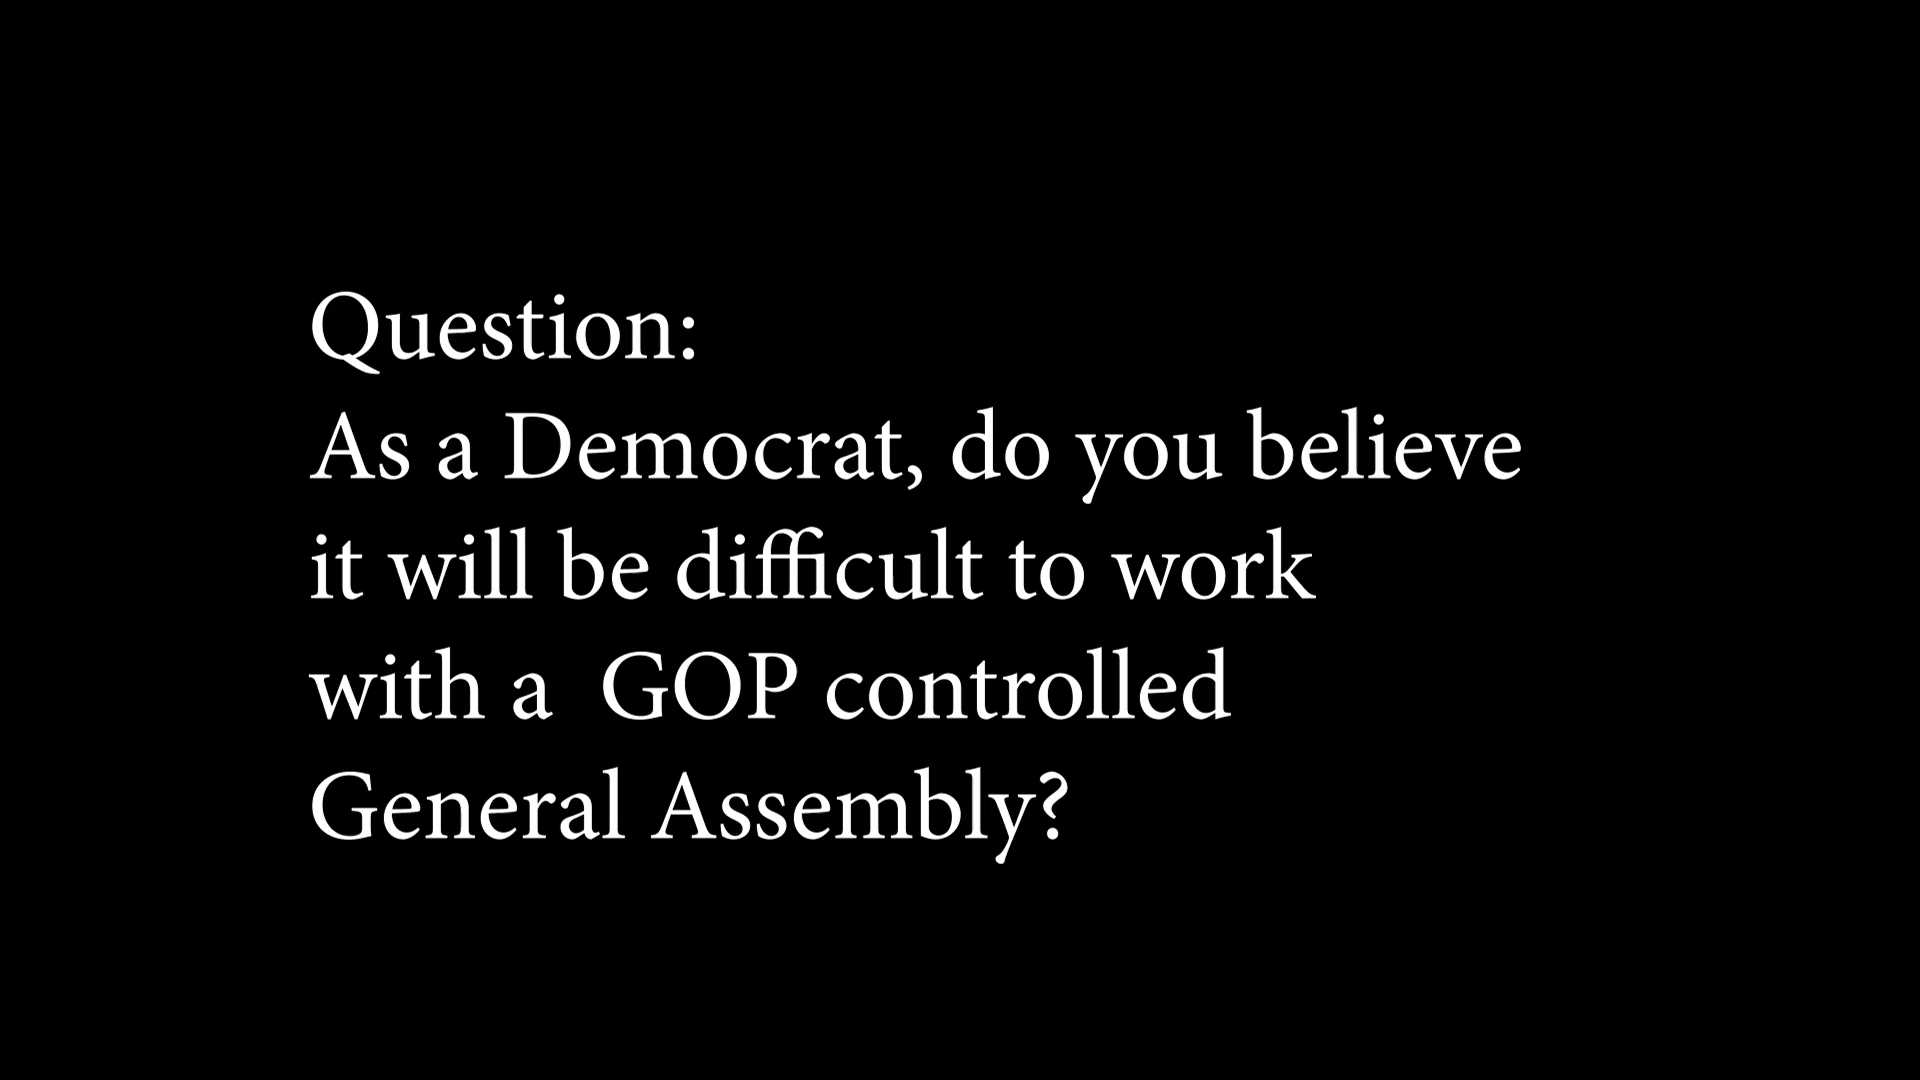 Question:
As a Democrat, do you believe
it will be difficult to work
with a  GOP controlled
General Assembly?